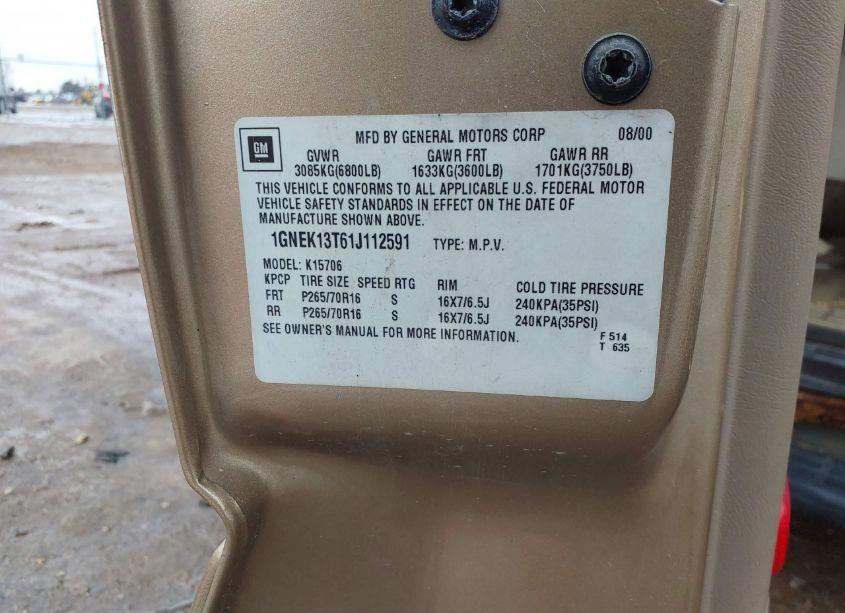 GM
MFD BY GENERAL MOTORS CORP 08/00
GVWR GAWR FRT GAWR RR
3085KG(6800LB) 1633KG(3600LB) 1701KG(3750LB)
THIS VEHICLE CONFORMS TO ALL APPLICABLE U.S. FEDERAL MOTOR
VEHICLE SAFETY STANDARDS IN EFFECT ON THE DATE OF
MANUFACTURE SHOWN ABOVE.
1GNEK13T61J112591 TYPE: M.P.V.
MODEL: K15706
KPCP TIRE SIZE SPEED RTG RIM COLD TIRE PRESSURE
FRT P265/70R16 S 16X7/6.5J 240KPA(35PSI)
RR P265/70R16 S 16X7/6.5J 240KPA(35PSI)
SEE OWNER'S MANUAL FOR MORE INFORMATION.
F 514
T 635